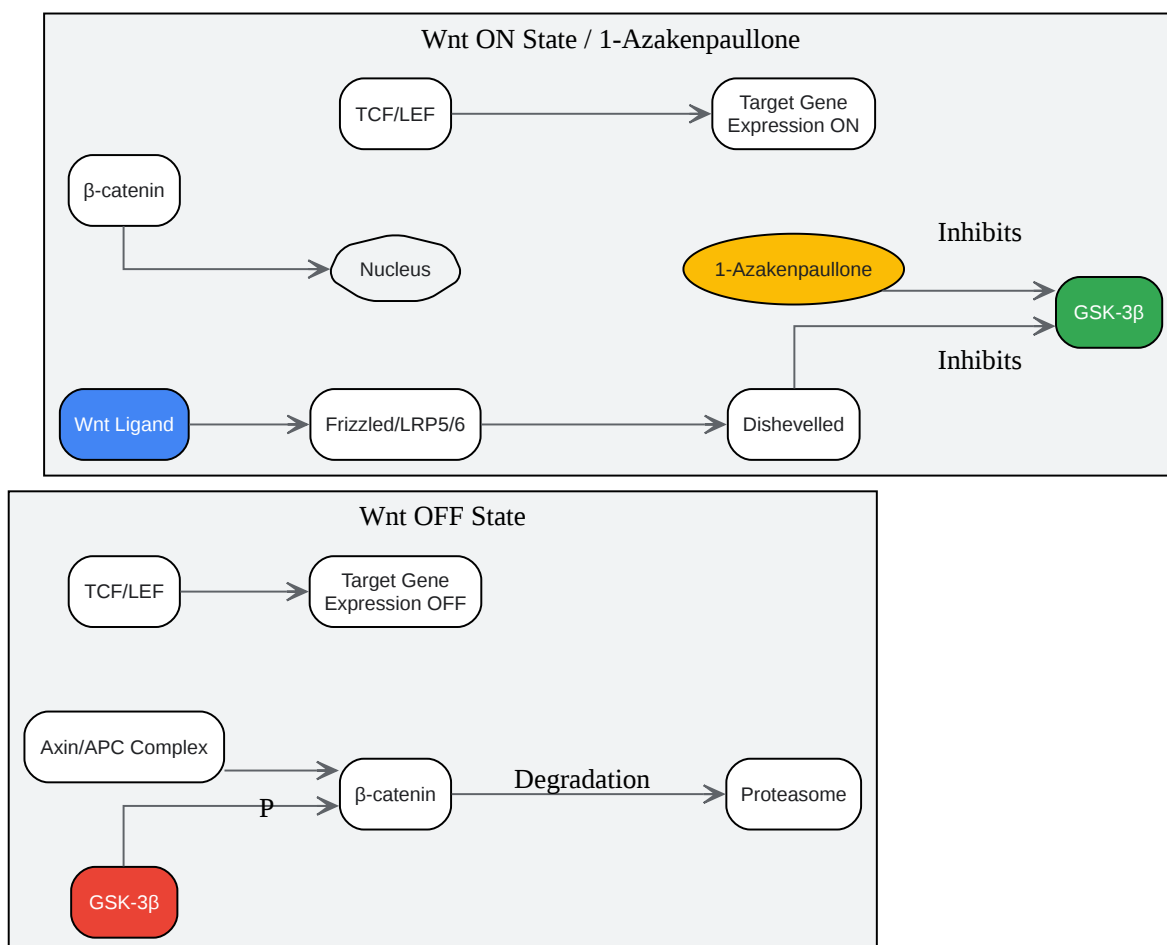 Wnt ON State / 1-Azakenpaullone
TCF/LEF
Target Gene
Expression ON
β-catenin
Nucleus
1-Azakenpaullone
Inhibits
GSK-3β
Inhibits
Wnt Ligand
Frizzled/LRP5/6
Dishevelled
Wnt OFF State
TCF/LEF
Target Gene
Expression OFF
Axin/APC Complex
P
β-catenin
Degradation
Proteasome
GSK-3β